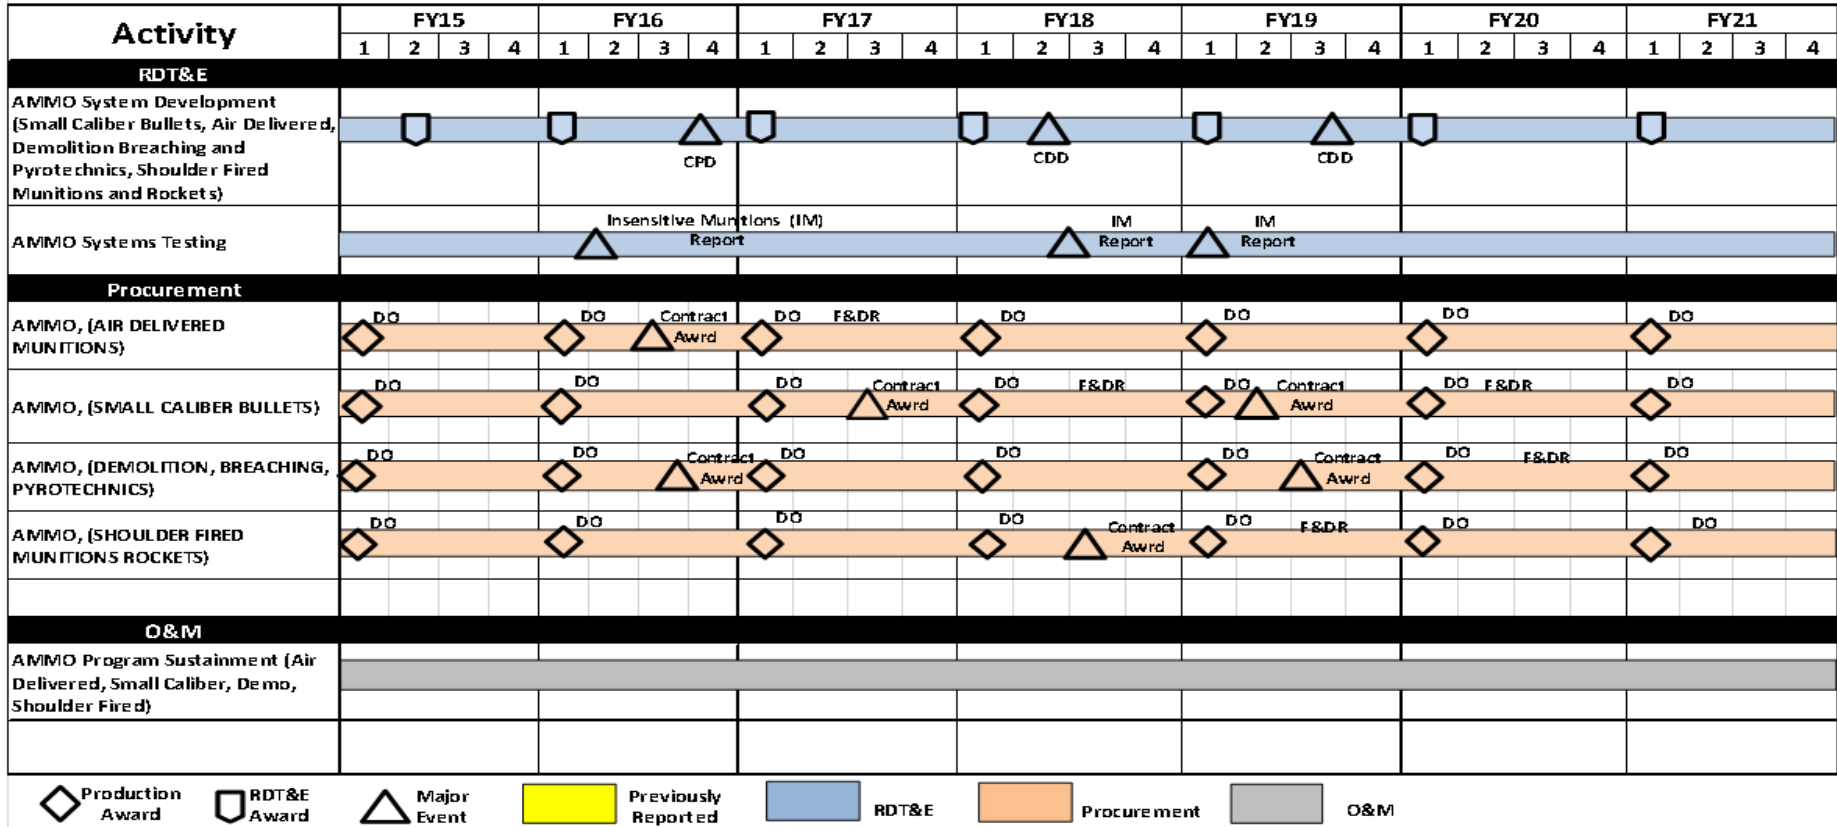 Activity
FY15 FY16 FY17 FY18 FY19 FY20 FY21
1 2 3 4 1 2 3 4 1 2 3 4 1 2 3 4 1 2 3 4 1 2 3 4 1 2 3 4
RDT&E
AMMO System Development
(Small Caliber Bullets, Air Delivered,
Demolition Breaching and
Pyrotechnics, Shoulder Fired
Munitions and Rockets)
CPD CDD CDD
AMMO Systems Testing
Insensitive Munitions (IM)
Report
IM
Report
IM
Report
Procurement
AMMO, (AIR DELIVERED
MUNITIONS)
DO DO Contract DO F&DR DO DO DO DO
Awrd
AMMO, (SMALL CALIBER BULLETS)
DO DO DO Contract DO F&DR DO Contract DO F&DR DO
Awrd Awrd
AMMO, (DEMOLITION, BREACHING,
PYROTECHNICS)
DO DO Contract DO DO DO Contract DO F&DR DO
Awrd Awrd
AMMO, (SHOULDER FIRED
MUNITIONS ROCKETS)
DO DO DO DO Contract DO F&DR DO DO
Awrd
O&M
AMMO Program Sustainment (Air
Delivered, Small Caliber, Demo,
Shoulder Fired)
Production
Award
RDT&E
Award
Major
Event
Previously
Reported
RDT&E
Procurement
O&M